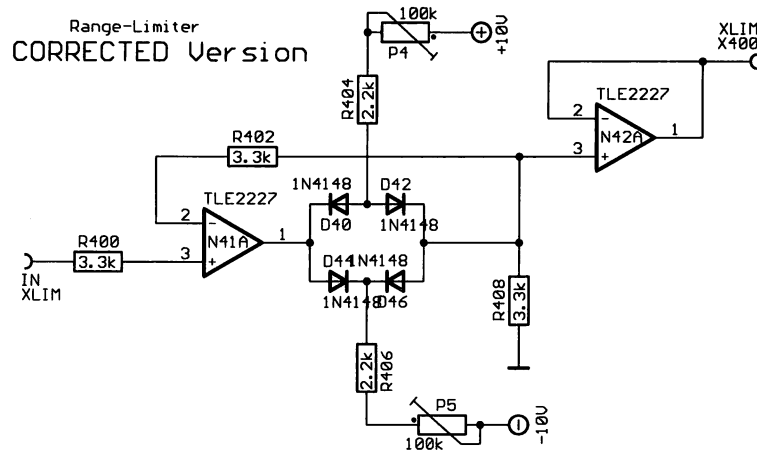 Range-Limiter
CORRECTED Version
100k
P4
+10V
XLIM
X400
R404
2.2k
TLE2227
2
-
N42A
1
3
+
R402
3.3k
TLE2227
1N4148
D42
D40
1N4148
2
-
N41A
1
3
+
R400
3.3k
IN
XLIM
D44
1N4148
1N4148
D46
R408
3.3k
2.2k
R406
P5
100k
-10V